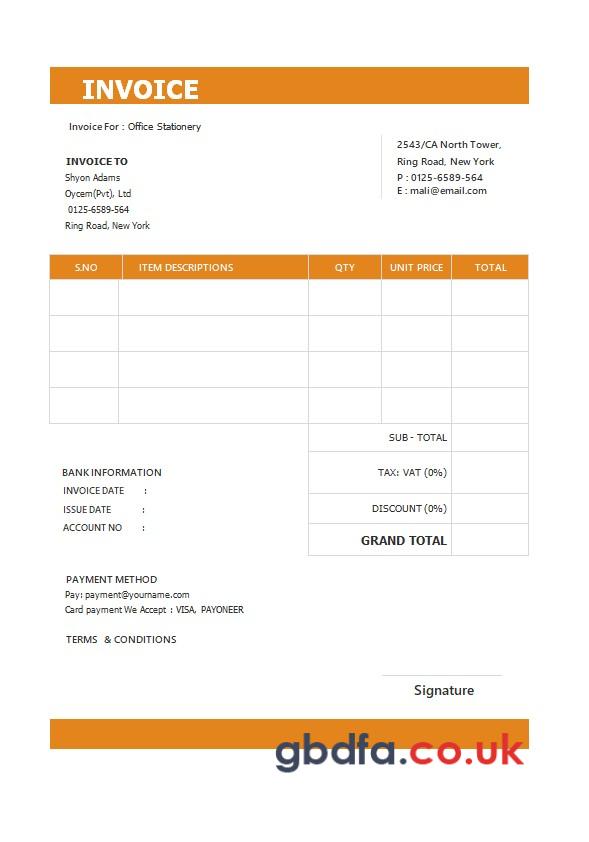 INVOICE
Invoice For : Office Stationery
2543/CA North Tower,
Ring Road, New York
P : 0125-6589-564
E : mali@email.com
INVOICE TO
Shyon Adams
Oycem(Pvt), Ltd
0125-6589-564
Ring Road, New York
S.NO ITEM DESCRIPTIONS QTY UNIT PRICE TOTAL
SUB - TOTAL
TAX: VAT (0%)
DISCOUNT (0%)
GRAND TOTAL
BANK INFORMATION
INVOICE DATE :
ISSUE DATE :
ACCOUNT NO :
PAYMENT METHOD
Pay: payment@yourname.com
Card payment We Accept : VISA, PAYONEER
TERMS & CONDITIONS
Signature
gbdfa.co.uk